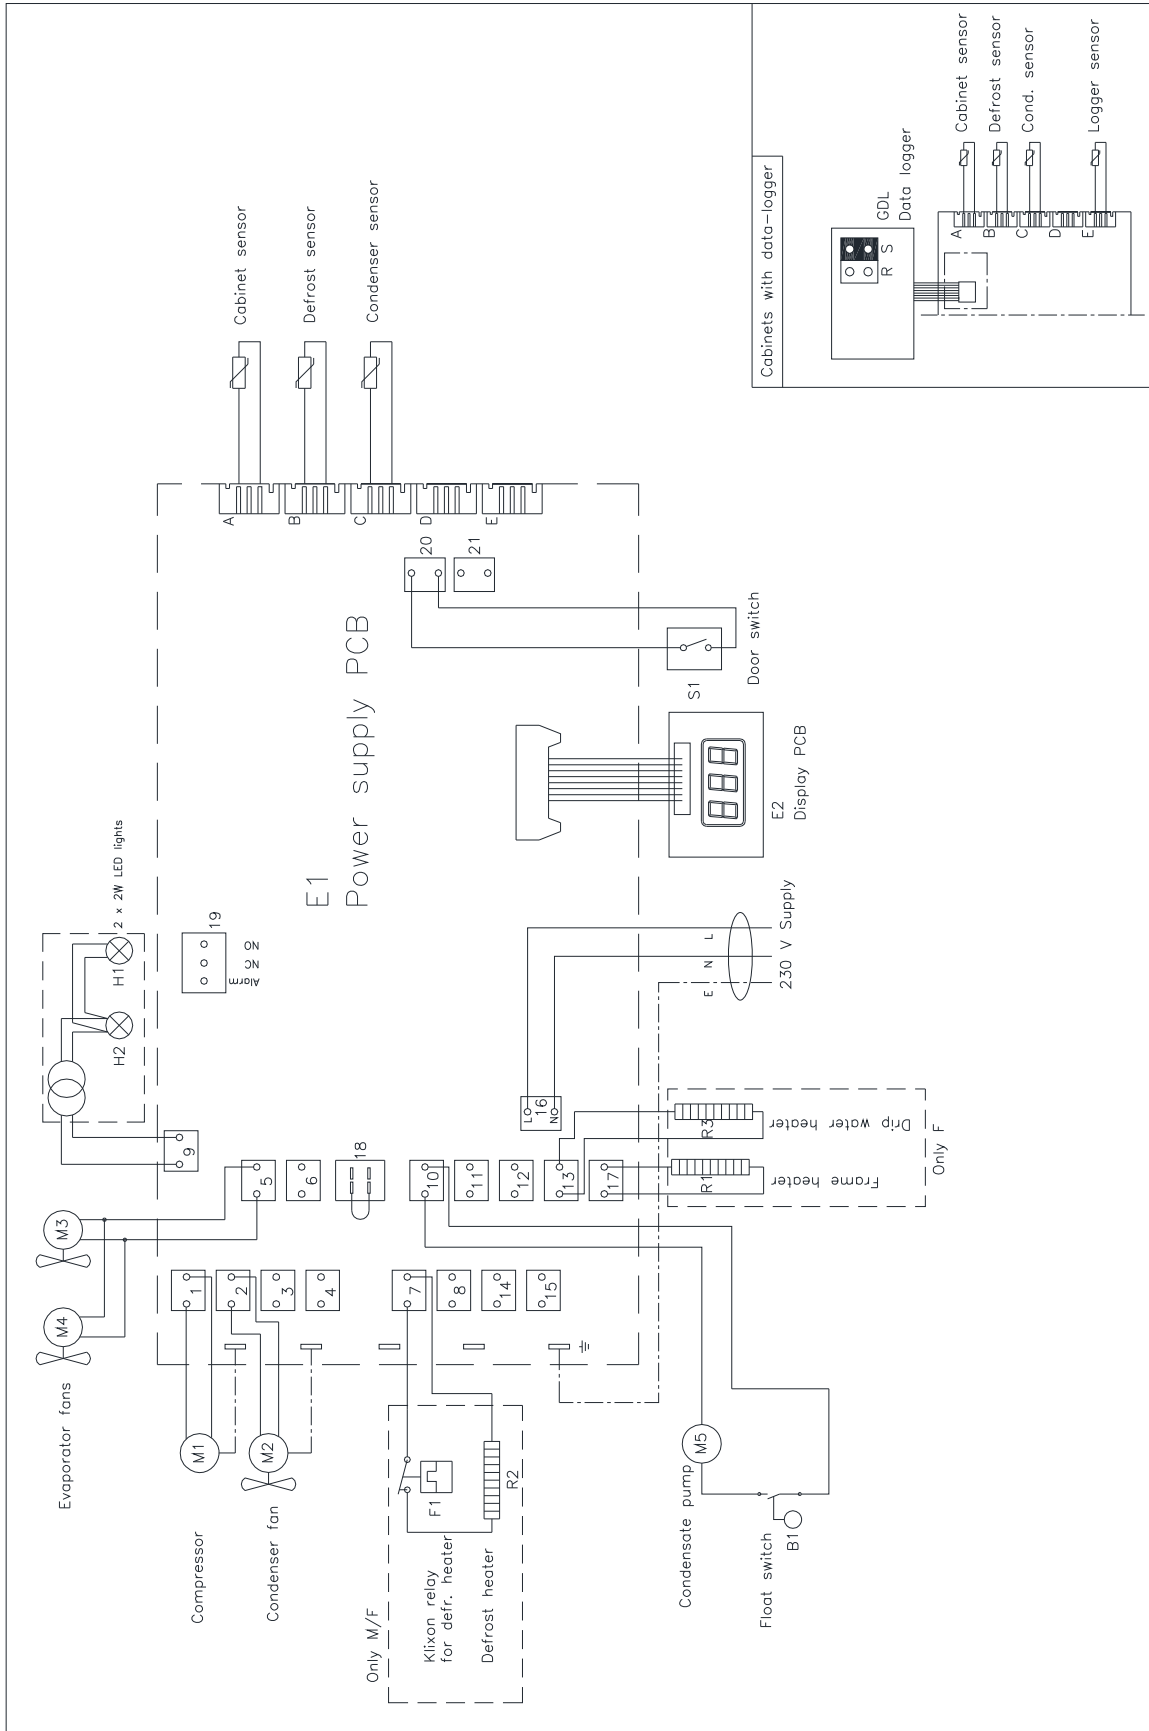 Evaporator fans
M4
M3
Compressor
M1
Condenser fan
M2
1
2
3
4
5
6
18
9
H2
H1
2 x 2W LED lights
19
Alarm
NC
NO
E1
Power supply PCB
A
B
C
D
E
Cabinet sensor
Defrost sensor
Condenser sensor
20
21
S1
Door switch
E2
Display PCB
Only M/F
Klixon relay
for defr. heater
F1
Defrost heater
R2
7
8
14
15
10
11
12
13
17
L
16
N
E N L
230 V Supply
R3
Drip water heater
R1
Frame heater
Only F
Condensate pump
M5
Float switch
B1
Cabinets with data-logger
R S
GDL
Data logger
A
B
C
D
E
Cabinet sensor
Defrost sensor
Cond. sensor
Logger sensor